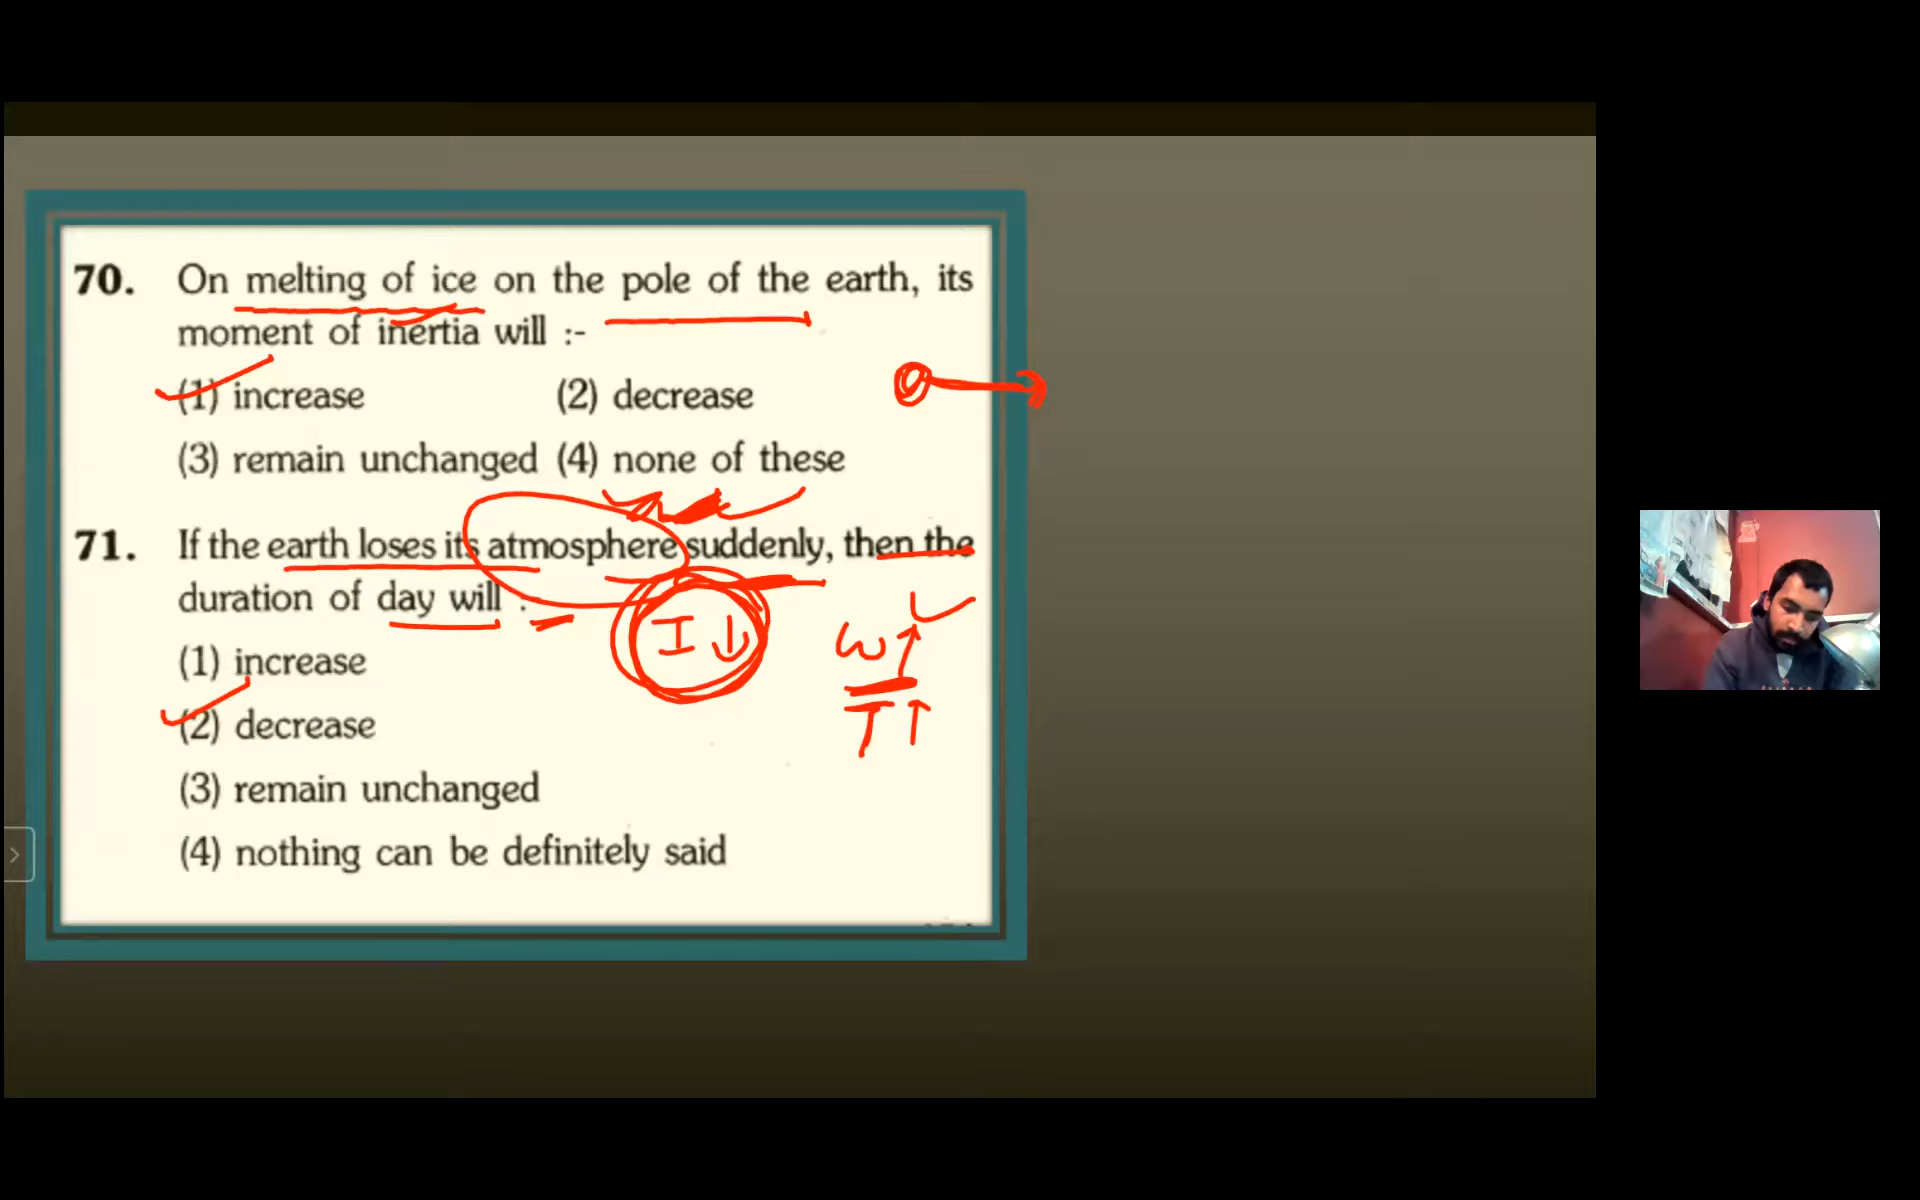 70. On melting of ice on the pole of the earth, its
moment of inertia will :-
(1) increase (2) decrease
(3) remain unchanged (4) none of these
71. If the earth loses its atmosphere suddenly, then the
duration of day will :-
I ↓
ω ↑
T ↑
(1) increase
(2) decrease
(3) remain unchanged
(4) nothing can be definitely said